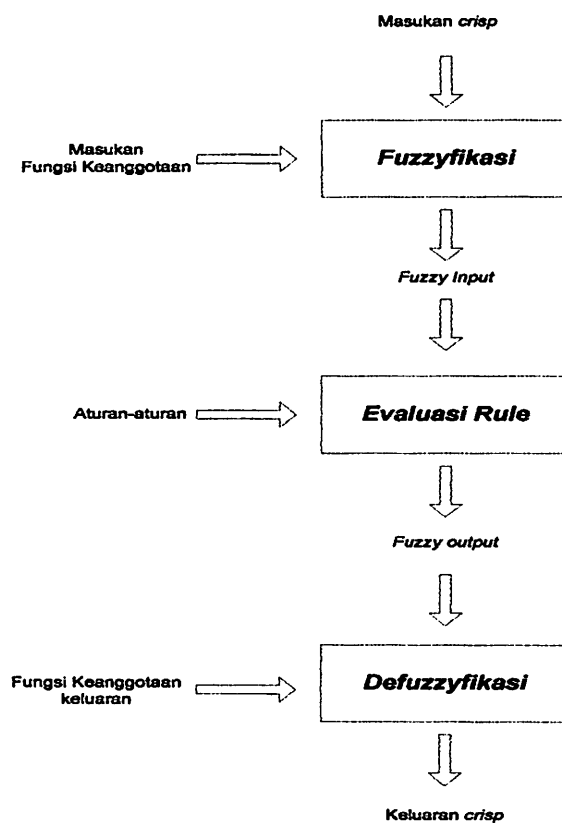 Masukan crisp
Masukan
Fungsi Keanggotaan
Fuzzyfikasi
Fuzzy Input
Aturan-aturan
Evaluasi Rule
Fuzzy output
Fungsi Keanggotaan
keluaran
Defuzzyfikasi
Keluaran crisp